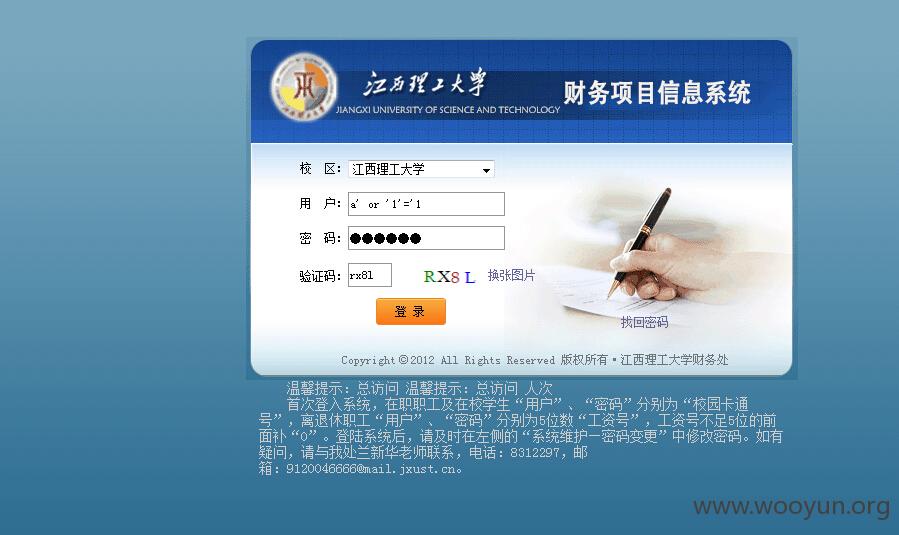 江西理工大学
JIANGXI UNIVERSITY OF SCIENCE AND TECHNOLOGY
财务项目信息系统
校 区: 江西理工大学
用 户: a' or '1'='1
密 码: ●●●●●●
验证码: rx8l RX8L 换张图片
登 录
找回密码
Copyright©2012 All Rights Reserved 版权所有·江西理工大学财务处
温馨提示：总访问 温馨提示：总访问 人次
首次登入系统，在职职工及在校学生“用户”、“密码”分别为“校园卡通
号”，离退休职工“用户”、“密码”分别为5位数“工资号”，工资号不足5位的前
面补“0”。登陆系统后，请及时在左侧的“系统维护—密码变更”中修改密码。如有
疑问，请与我处兰新华老师联系，电话：8312297，邮
箱：9120046666@mail.jxust.cn。
www.wooyun.org